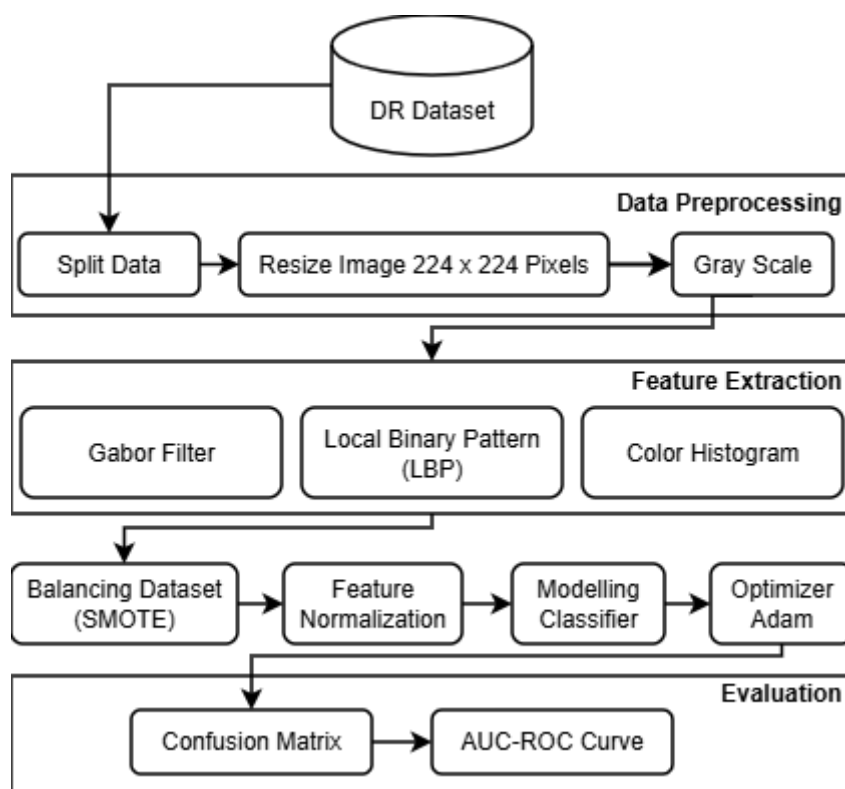 DR Dataset
Data Preprocessing
Split Data
Resize Image 224 x 224 Pixels
Gray Scale
Feature Extraction
Gabor Filter
Local Binary Pattern
(LBP)
Color Histogram
Balancing Dataset
(SMOTE)
Feature
Normalization
Modelling
Classifier
Optimizer
Adam
Evaluation
Confusion Matrix
AUC-ROC Curve